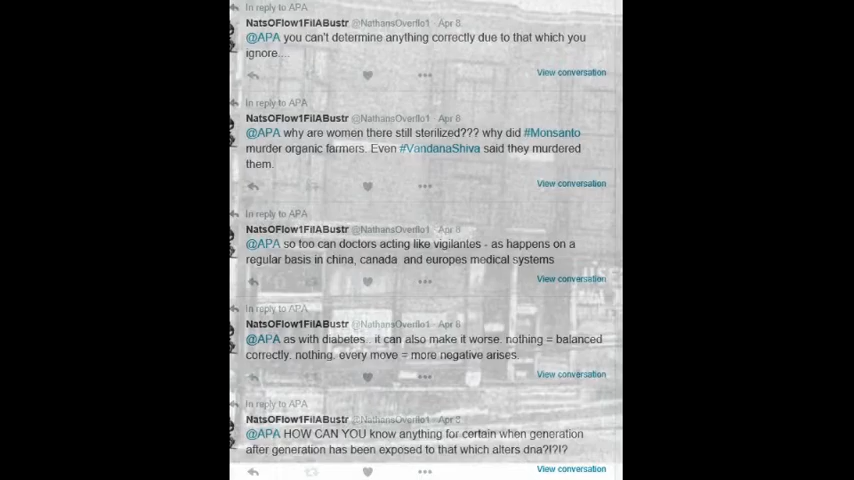 In reply to APA
NatsOFlow1FilABustr @NathansOverflo1 · Apr 8
@APA you can't determine anything correctly due to that which you
ignore....
View conversation
In reply to APA
NatsOFlow1FilABustr @NathansOverflo1 · Apr 8
@APA why are women there still sterilized??? why did #Monsanto
murder organic farmers. Even #VandanaShiva said they murdered
them.
View conversation
In reply to APA
NatsOFlow1FilABustr @NathansOverflo1 · Apr 8
@APA so too can doctors acting like vigilantes - as happens on a
regular basis in china, canada and europes medical systems
View conversation
In reply to APA
NatsOFlow1FilABustr @NathansOverflo1 · Apr 8
@APA as with diabetes.. it can also make it worse. nothing = balanced
correctly. nothing. every move = more negative arises.
View conversation
In reply to APA
NatsOFlow1FilABustr @NathansOverflo1 · Apr 8
@APA HOW CAN YOU know anything for certain when generation
after generation has been exposed to that which alters dna?!?!?
View conversation